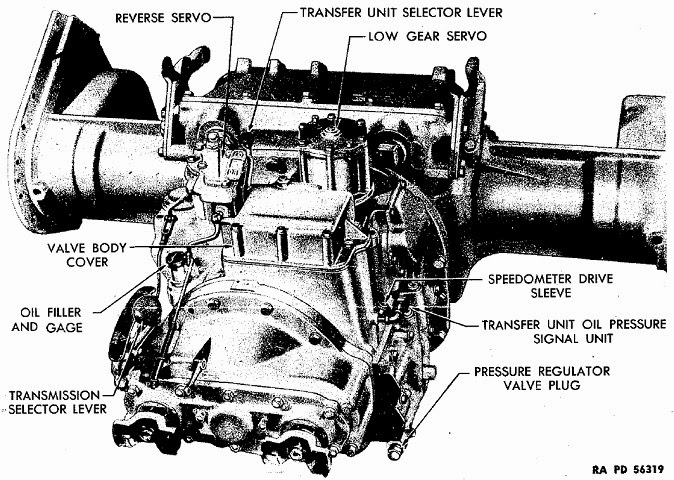 REVERSE SERVO
TRANSFER UNIT SELECTOR LEVER
LOW GEAR SERVO
VALVE BODY
COVER
OIL FILLER
AND GAGE
TRANSMISSION
SELECTOR LEVER
SPEEDOMETER DRIVE
SLEEVE
TRANSFER UNIT OIL PRESSURE
SIGNAL UNIT
PRESSURE REGULATOR
VALVE PLUG
RA PD 56319